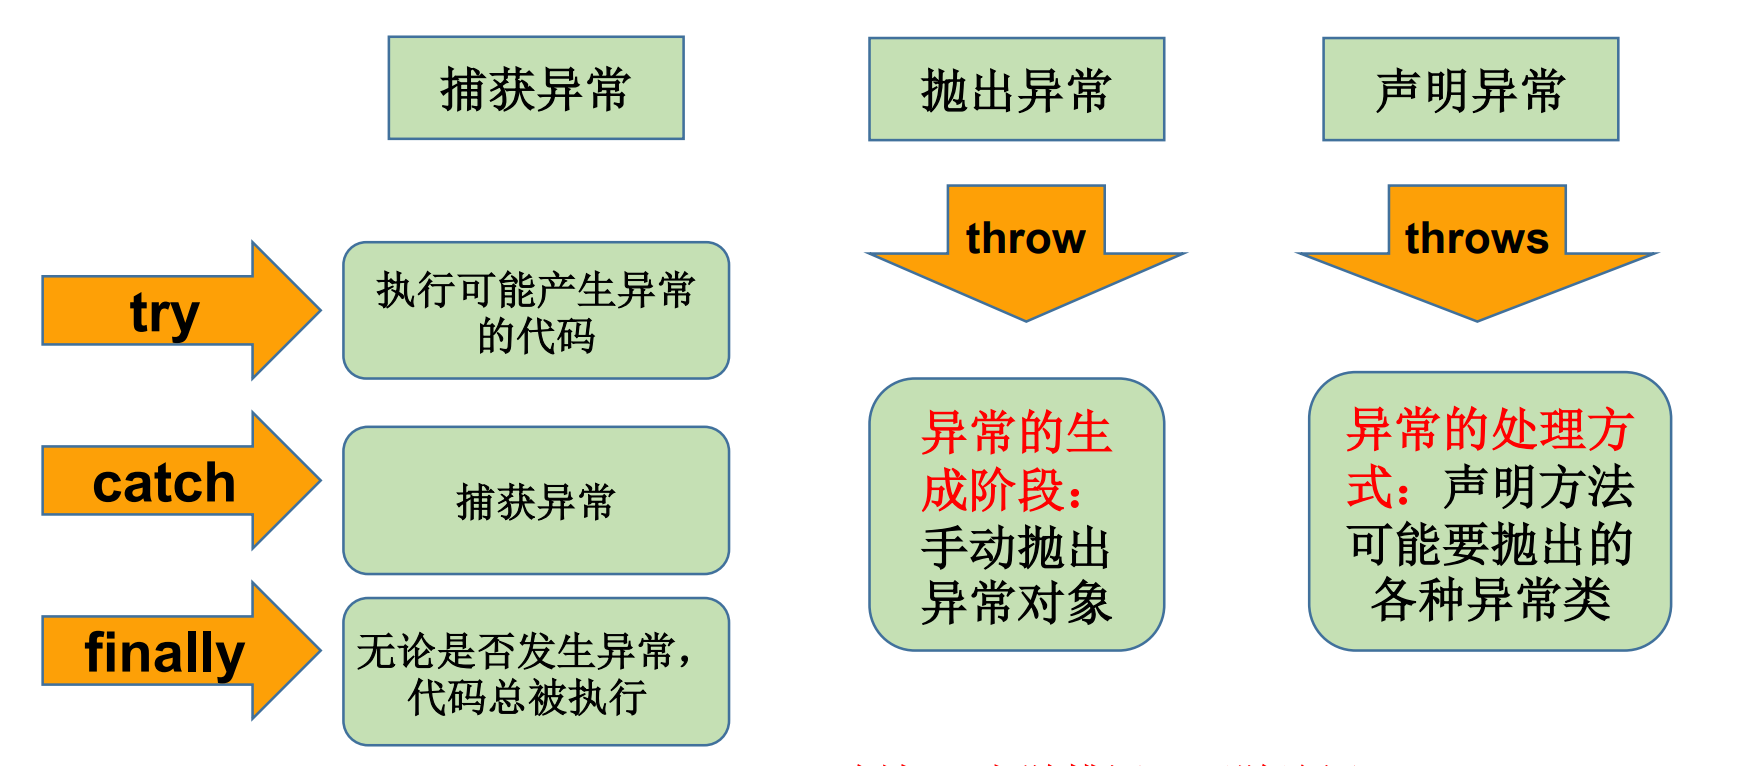 捕获异常
抛出异常
声明异常
throw
throws
try
执行可能产生异常
的代码
catch
捕获异常
finally
无论是否发生异常，
代码总被执行
异常的生
成阶段：
手动抛出
异常对象
异常的处理方
式：声明方法
可能要抛出的
各种异常类